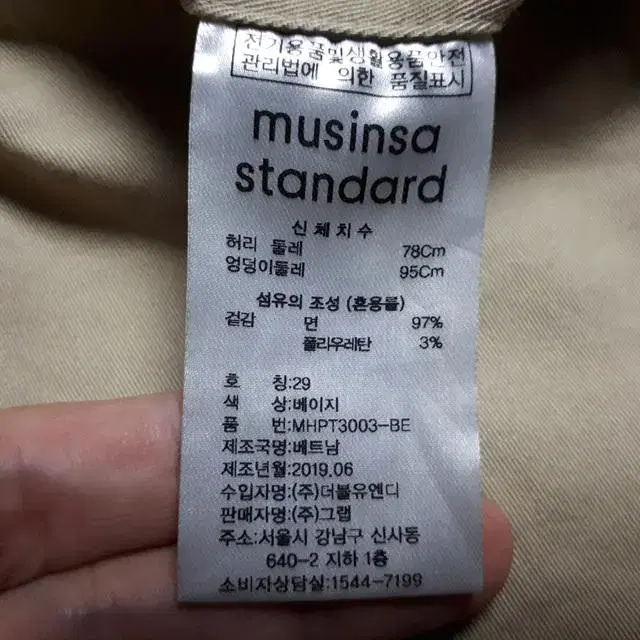 전기용품및생활용품안전
관리법에 의한 품질표시
musinsa
standard
신체치수
허리 둘레 78Cm
엉덩이둘레 95Cm
섬유의 조성 (혼용률)
겉감 면 97%
폴리우레탄 3%
호 칭:29
색 상:베이지
품 번:MHPT3003-BE
제조국명:베트남
제조년월:2019.06
수입자명:(주)더블유엔디
판매자명:(주)그랩
주소:서울시 강남구 신사동
640-2 지하 1층
소비자상담실:1544-7199